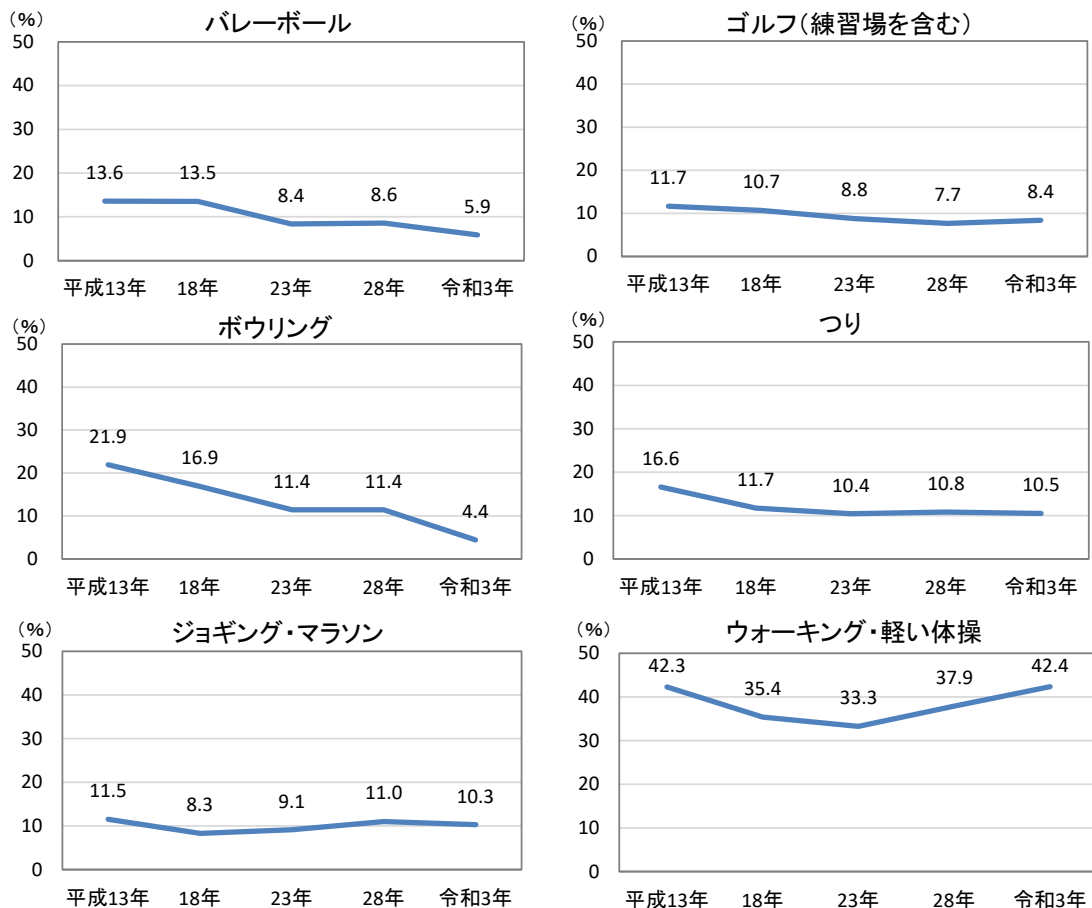 (%)
バレーボール
50
40
30
20
10
0
13.6 13.5 8.4 8.6 5.9
平成13年 18年 23年 28年 令和3年
(%)
ゴルフ(練習場を含む)
50
40
30
20
10
0
11.7 10.7 8.8 7.7 8.4
平成13年 18年 23年 28年 令和3年
(%)
ボウリング
50
40
30
20
10
0
21.9 16.9 11.4 11.4 4.4
平成13年 18年 23年 28年 令和3年
(%)
つり
50
40
30
20
10
0
16.6 11.7 10.4 10.8 10.5
平成13年 18年 23年 28年 令和3年
(%)
ジョギング・マラソン
50
40
30
20
10
0
11.5 8.3 9.1 11.0 10.3
平成13年 18年 23年 28年 令和3年
(%)
ウォーキング・軽い体操
50
40
30
20
10
0
42.3 35.4 33.3 37.9 42.4
平成13年 18年 23年 28年 令和3年